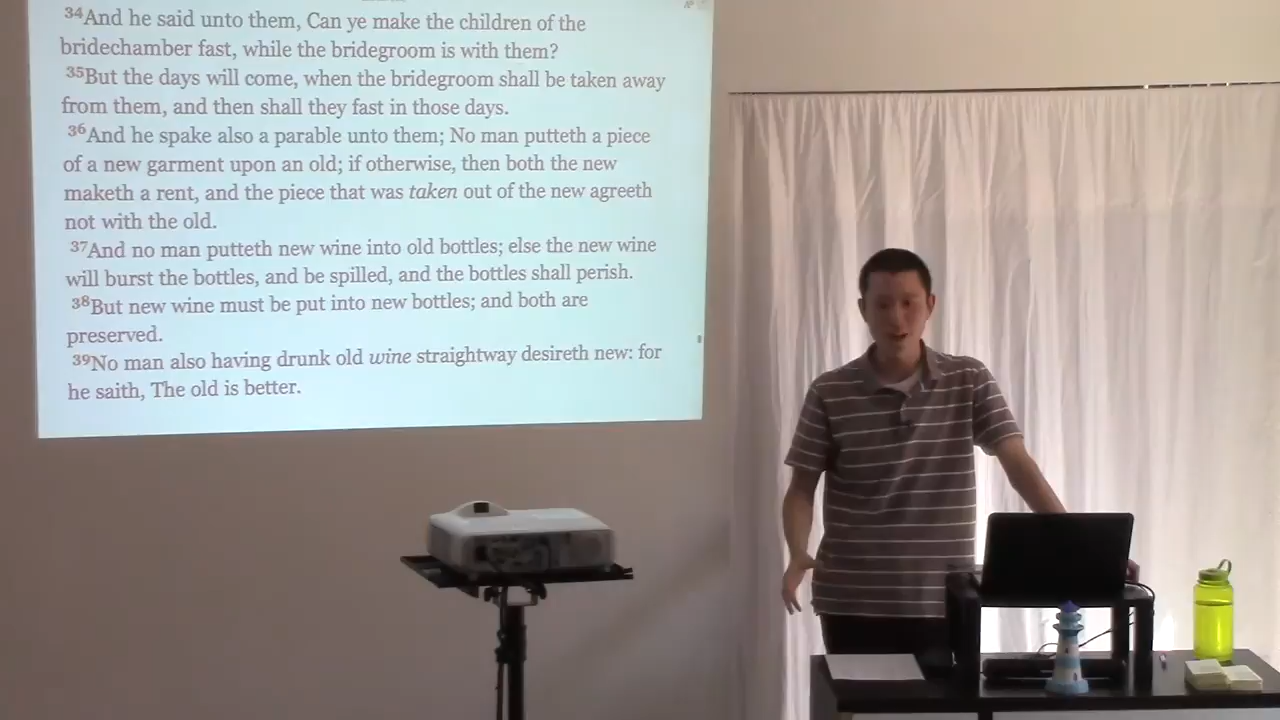 34And he said unto them, Can ye make the children of the
bridechamber fast, while the bridegroom is with them?
35But the days will come, when the bridegroom shall be taken away
from them, and then shall they fast in those days.
36And he spake also a parable unto them; No man putteth a piece
of a new garment upon an old; if otherwise, then both the new
maketh a rent, and the piece that was taken out of the new agreeth
not with the old.
37And no man putteth new wine into old bottles; else the new wine
will burst the bottles, and be spilled, and the bottles shall perish.
38But new wine must be put into new bottles; and both are
preserved.
39No man also having drunk old wine straightway desireth new: for
he saith, The old is better.